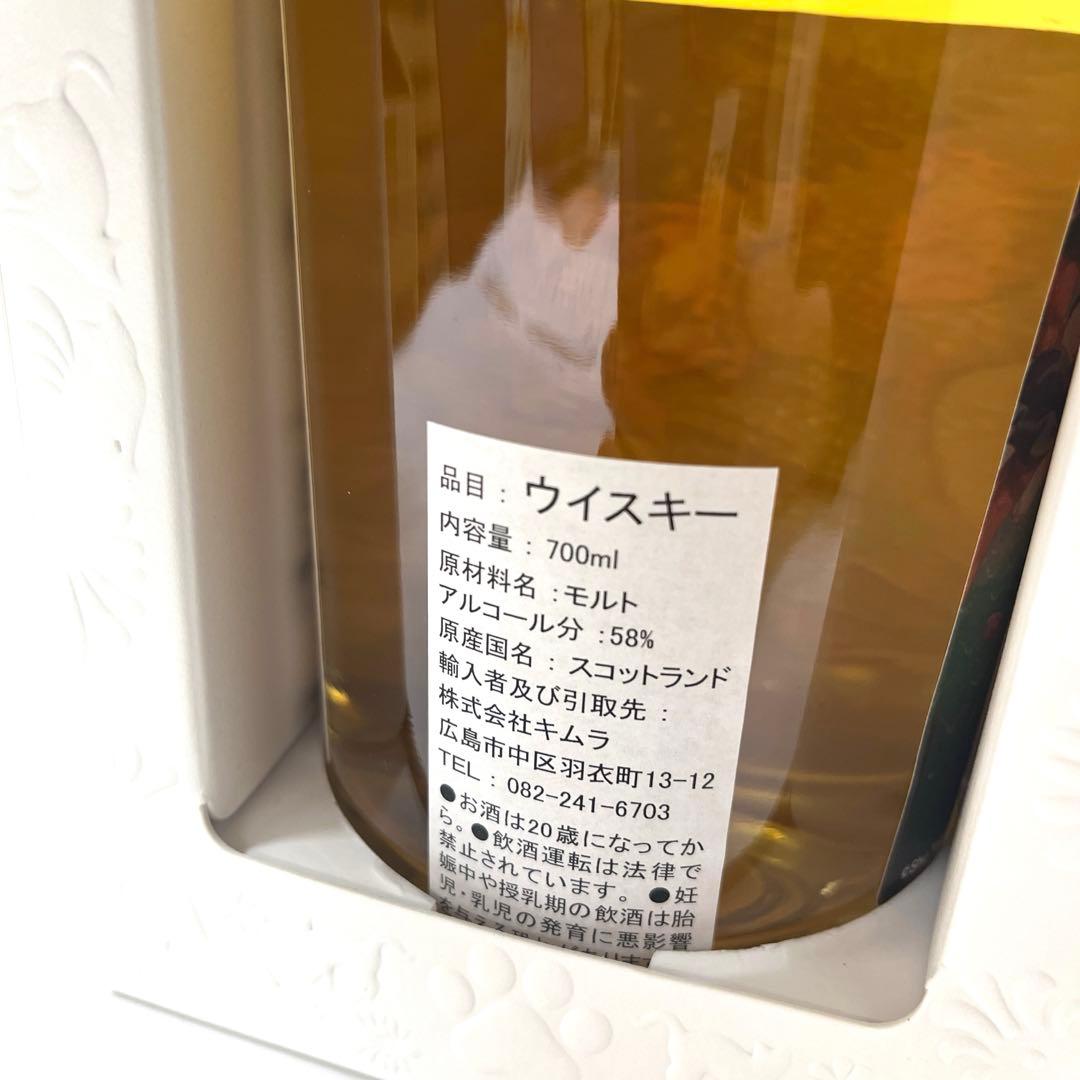 品目 : ウイスキー
内容量 : 700ml
原材料名 :モルト
アルコール分 :58%
原産国名 : スコットランド
輸入者及び引取先 :
株式会社キムラ
広島市中区羽衣町13-12
TEL : 082-241-6703
●お酒は20歳になってか
ら。●飲酒運転は法律で
禁止されています。 ●妊
娠中や授乳期の飲酒は胎
児・乳児の発育に悪影響
を与える